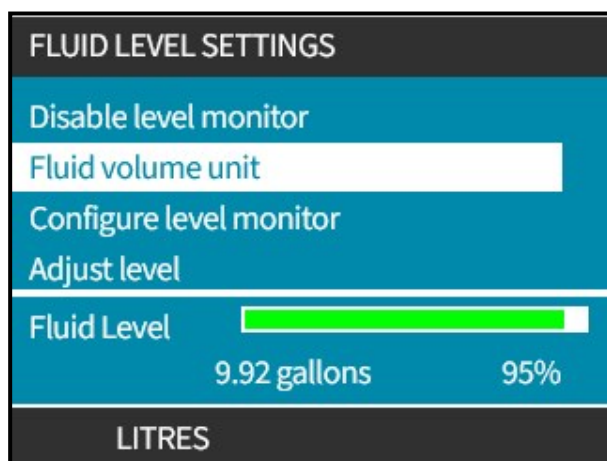 FLUID LEVEL SETTINGS
Disable level monitor
Fluid volume unit
Configure level monitor
Adjust level
Fluid Level
9.92 gallons 95%
LITRES